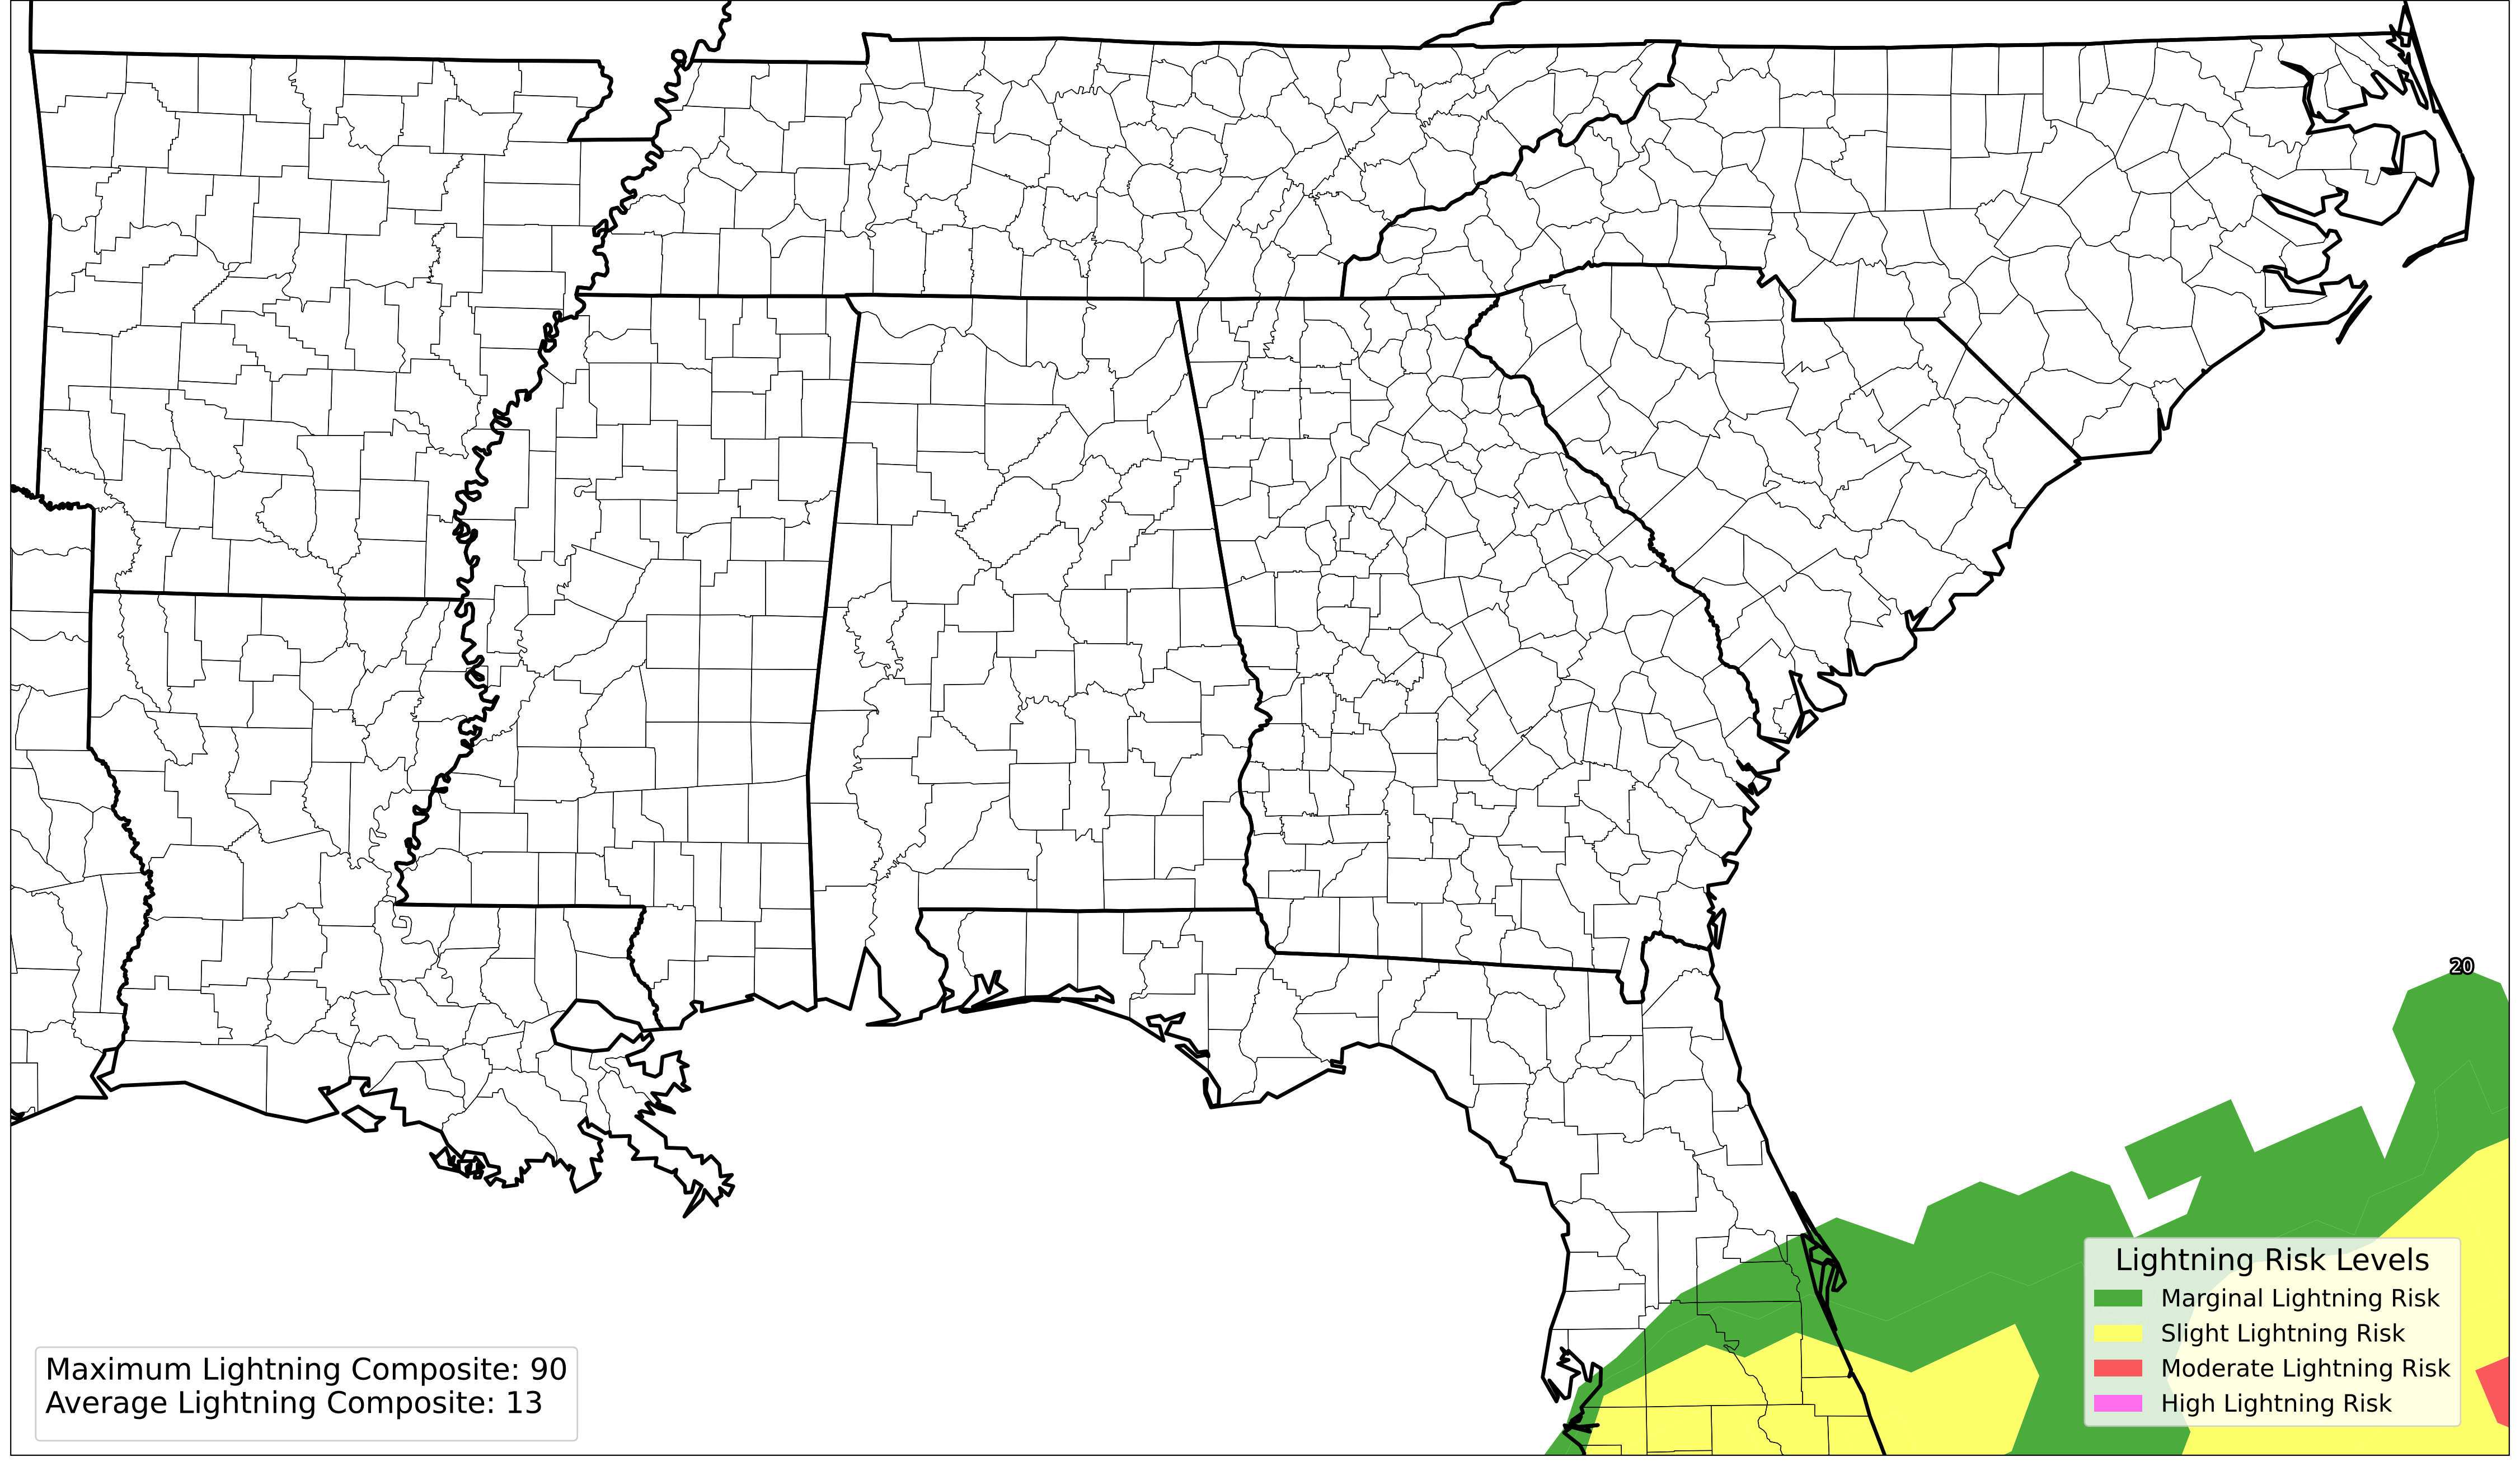 20
Lightning Risk Levels
Marginal Lightning Risk
Slight Lightning Risk
Moderate Lightning Risk
High Lightning Risk
Maximum Lightning Composite: 90
Average Lightning Composite: 13